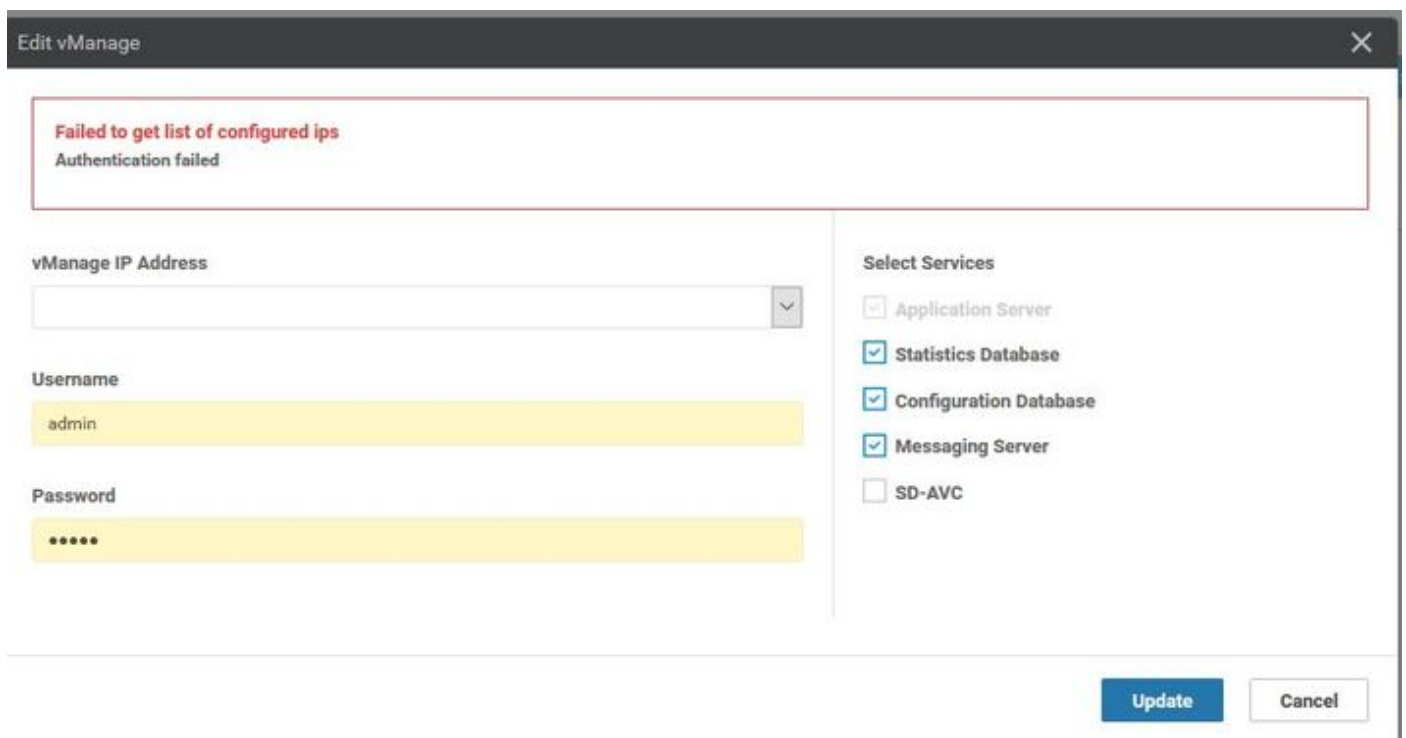 Edit vManage
Failed to get list of configured ips
Authentication failed
vManage IP Address
Username
admin
Password
•••••
Select Services
Application Server
Statistics Database
Configuration Database
Messaging Server
SD-AVC
Update
Cancel